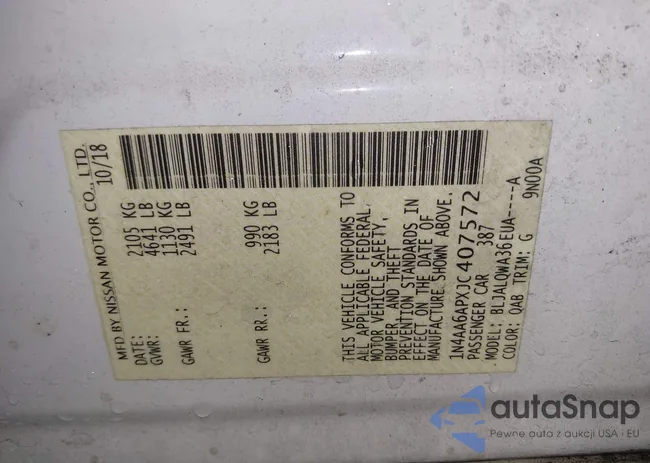 MFD BY NISSAN MOTOR CO., LTD.
DATE: 10/18
GVWR: 2105 KG
4641 LB
GAWR FR.: 1130 KG
2491 LB
GAWR RR.: 990 KG
2183 LB
THIS VEHICLE CONFORMS TO
ALL APPLICABLE FEDERAL
MOTOR VEHICLE SAFETY,
BUMPER, AND THEFT
PREVENTION STANDARDS IN
EFFECT ON THE DATE OF
MANUFACTURE SHOWN ABOVE.
1N4AA6APXJC407572
PASSENGER CAR 387
MODEL: BLJALQWA36EUA----A
COLOR: QAB TRIM: G 9N00A
autaSnap
Pewne auta z aukcji USA i EU